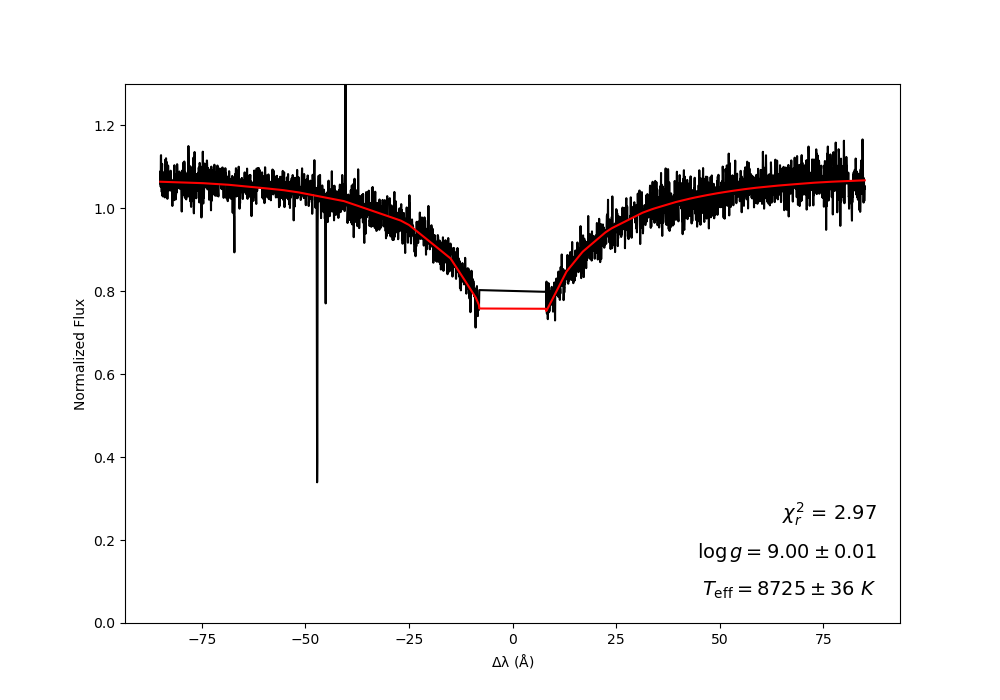 1.2
1.0
0.8
0.6
0.4
0.2
0.0
Normalized Flux
χ²ᵣ = 2.97
log g = 9.00 ± 0.01
T_eff = 8725 ± 36 K
−75 −50 −25 0 25 50 75
Δλ (Å)